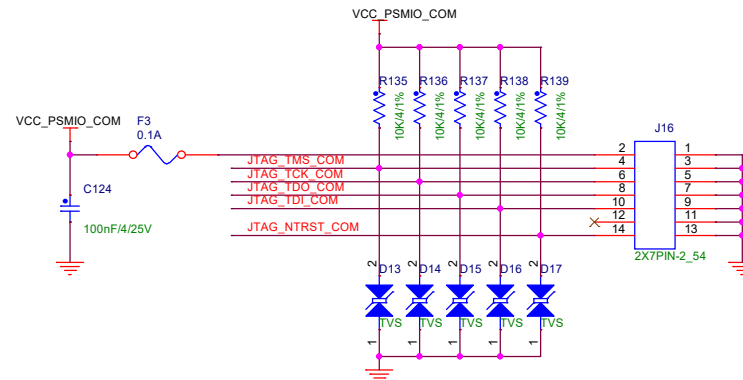 VCC_PSMIO_COM
R135 R136 R137 R138 R139
10K/4/1% 10K/4/1% 10K/4/1% 10K/4/1% 10K/4/1%
VCC_PSMIO_COM F3
0.1A
J16
2 1
JTAG_TMS_COM 4 3
JTAG_TCK_COM 6 5
JTAG_TDO_COM 8 7
JTAG_TDI_COM 10 9
12 11
JTAG_NTRST_COM 14 13
C124
100nF/4/25V
2X7PIN-2_54
2 D13 2 D14 2 D15 2 D16 2 D17
TVS TVS TVS TVS TVS
1 1 1 1 1